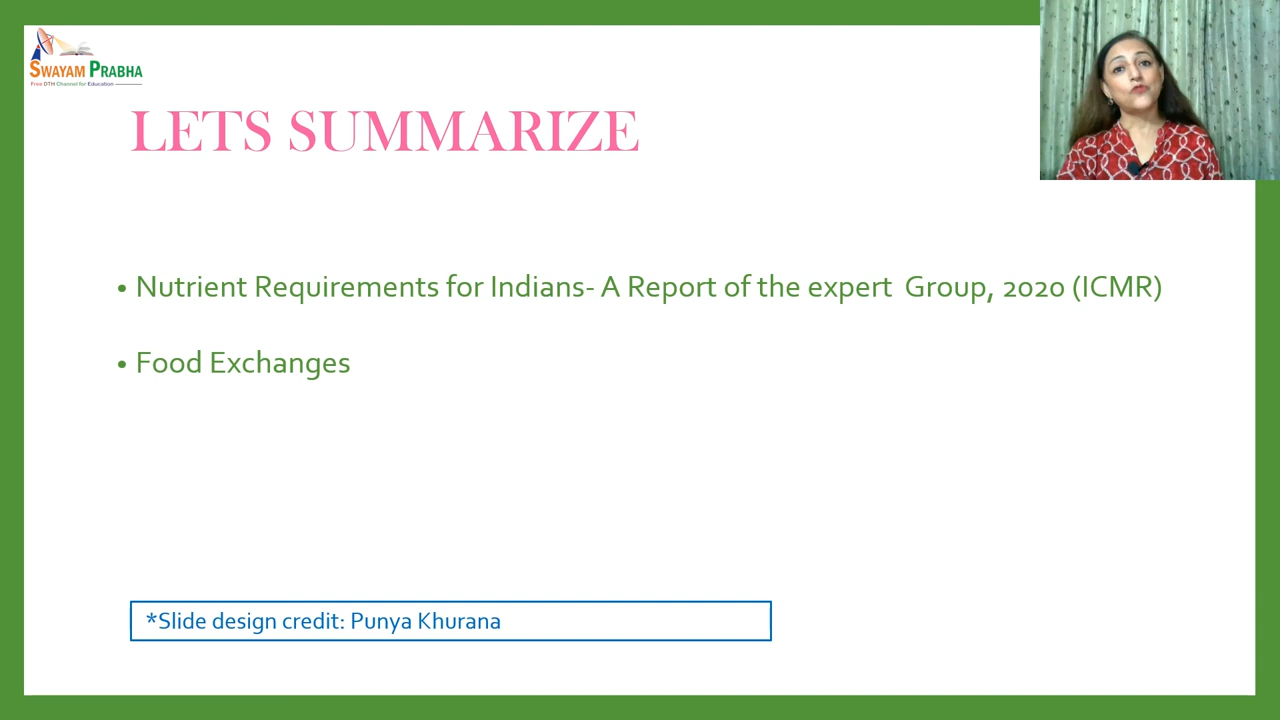 SWAYAM PRABHA
Free DTH Channel for Education
LETS SUMMARIZE
• Nutrient Requirements for Indians- A Report of the expert Group, 2020 (ICMR)
• Food Exchanges
*Slide design credit: Punya Khurana